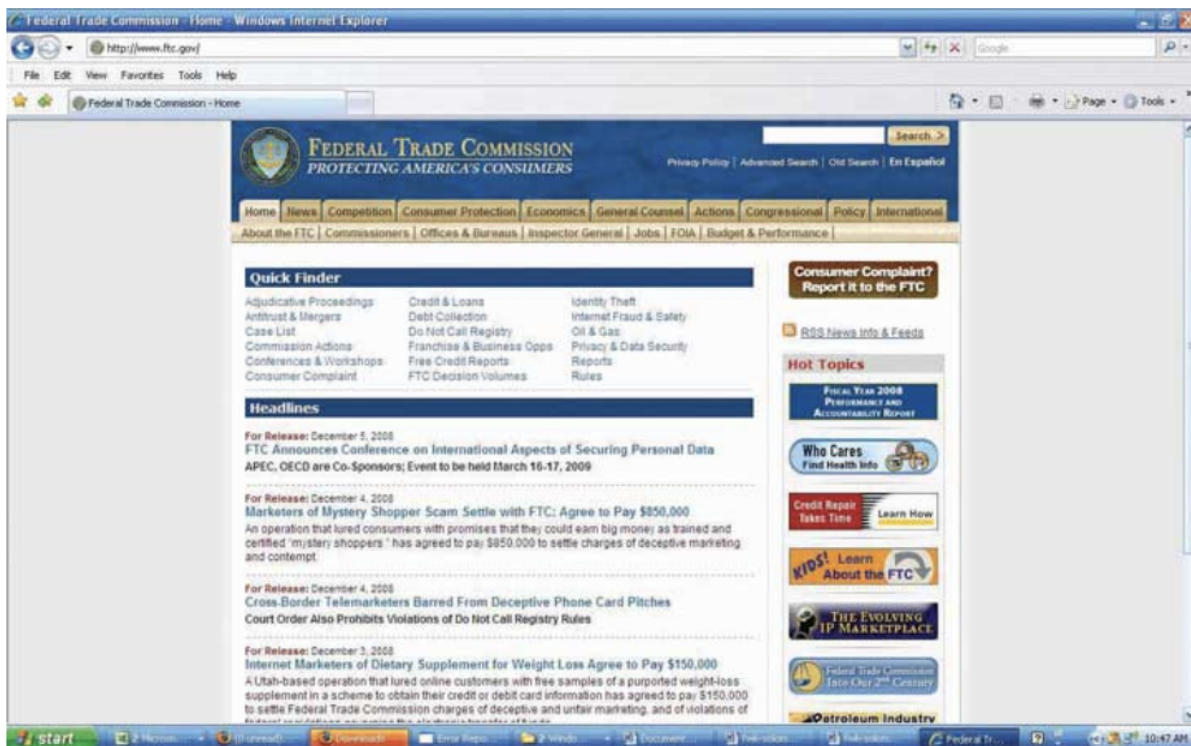 Federal Trade Commission - Home - Windows Internet Explorer
http://www.ftc.gov/
Google
File Edit View Favorites Tools Help
Federal Trade Commission - Home
Page Tools
Search >
FEDERAL TRADE COMMISSION
PROTECTING AMERICA'S CONSUMERS
Privacy Policy | Advanced Search | Old Search | En Español
Home News Competition Consumer Protection Economics General Counsel Actions Congressional Policy International
About the FTC | Commissioners | Offices & Bureaus | Inspector General | Jobs | FOIA | Budget & Performance |
Quick Finder
Adjudicative Proceedings Credit & Loans Identity Theft
Antitrust & Mergers Debt Collection Internet Fraud & Safety
Case List Do Not Call Registry Oil & Gas
Commission Actions Franchise & Business Opps Privacy & Data Security
Conferences & Workshops Free Credit Reports Reports
Consumer Complaint FTC Decision Volumes Rules
Headlines
For Release: December 5, 2008
FTC Announces Conference on International Aspects of Securing Personal Data
APEC, OECD are Co-Sponsors; Event to be held March 16-17, 2009
For Release: December 4, 2008
Marketers of Mystery Shopper Scam Settle with FTC: Agree to Pay $850,000
An operation that lured consumers with promises that they could earn big money as trained and
certified "mystery shoppers " has agreed to pay $850,000 to settle charges of deceptive marketing
and contempt.
For Release: December 4, 2008
Cross-Border Telemarketers Barred From Deceptive Phone Card Pitches
Court Order Also Prohibits Violations of Do Not Call Registry Rules
For Release: December 3, 2008
Internet Marketers of Dietary Supplement for Weight Loss Agree to Pay $150,000
A Utah-based operation that lured online customers with free samples of a purported weight-loss
supplement in a scheme to obtain their credit or debit card information has agreed to pay $150,000
to settle Federal Trade Commission charges of deceptive and unfair marketing, and of violations of
Consumer Complaint?
Report it to the FTC
RSS News Info & Feeds
Hot Topics
FISCAL YEAR 2008
PERFORMANCE AND
ACCOUNTABILITY REPORT
Who Cares
Find Health Info
Credit Repair
Takes Time
Learn How
KIDS! Learn
About the FTC
THE EVOLVING
IP MARKETPLACE
Federal Trade Commission
Into Our 2nd Century
Petroleum Industry
start
Downloads
Error Repo...
2 Windo...
Document...
Federal Tr...
10:47 AM